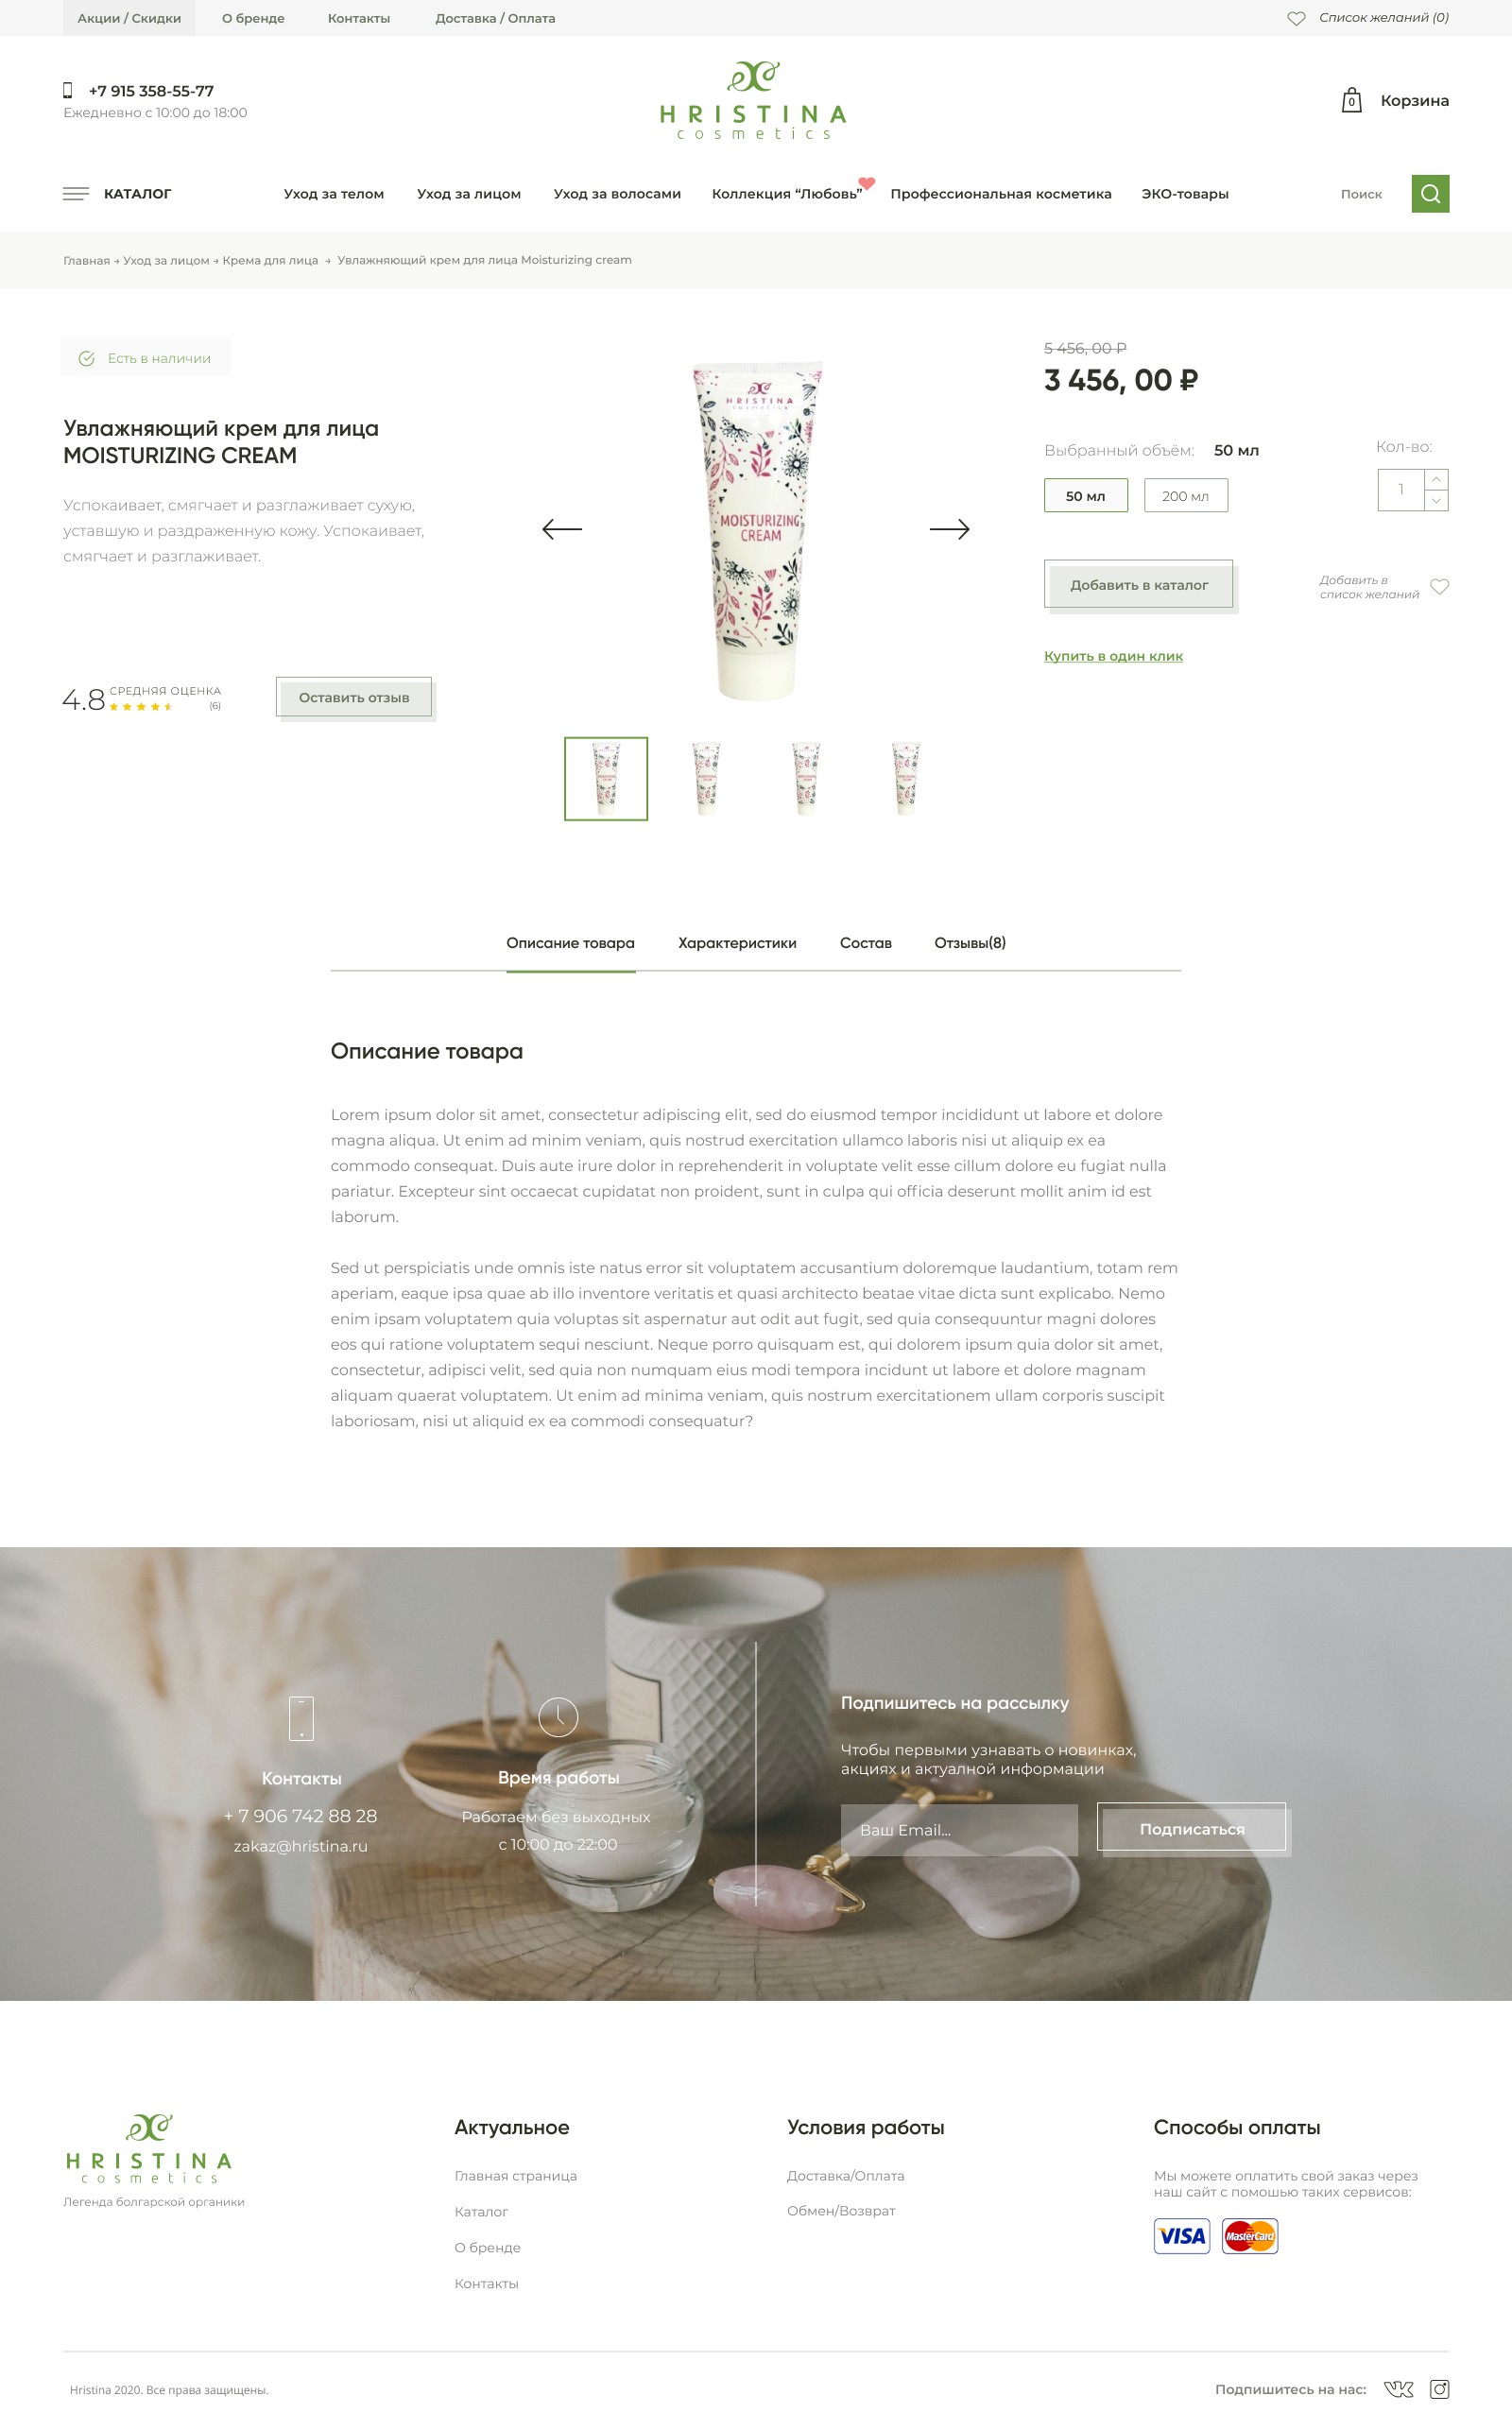 Акции / Скидки
О бренде
Контакты
Доставка / Оплата
Список желаний (0)
+7 915 358-55-77
Ежедневно с 10:00 до 18:00
HRISTINA
cosmetics
0
Корзина
КАТАЛОГ
Уход за телом
Уход за лицом
Уход за волосами
Коллекция “Любовь”
Профессиональная косметика
ЭКО-товары
Поиск
Главная → Уход за лицом → Крема для лица → Увлажняющий крем для лица Moisturizing cream
Есть в наличии
Увлажняющий крем для лица
MOISTURIZING CREAM
Успокаивает, смягчает и разглаживает сухую,
уставшую и раздраженную кожу. Успокаивает,
смягчает и разглаживает.
4.8
СРЕДНЯЯ ОЦЕНКА
(6)
Оставить отзыв
HRISTINA
cosmetics
MOISTURIZING
CREAM
5 456, 00 ₽
3 456, 00 ₽
Выбранный объём:
50 мл
Кол-во:
50 мл
200 мл
1
Добавить в каталог
Добавить в
список желаний
Купить в один клик
Описание товара
Характеристики
Состав
Отзывы(8)
Описание товара
Lorem ipsum dolor sit amet, consectetur adipiscing elit, sed do eiusmod tempor incididunt ut labore et dolore
magna aliqua. Ut enim ad minim veniam, quis nostrud exercitation ullamco laboris nisi ut aliquip ex ea
commodo consequat. Duis aute irure dolor in reprehenderit in voluptate velit esse cillum dolore eu fugiat nulla
pariatur. Excepteur sint occaecat cupidatat non proident, sunt in culpa qui officia deserunt mollit anim id est
laborum.
Sed ut perspiciatis unde omnis iste natus error sit voluptatem accusantium doloremque laudantium, totam rem
aperiam, eaque ipsa quae ab illo inventore veritatis et quasi architecto beatae vitae dicta sunt explicabo. Nemo
enim ipsam voluptatem quia voluptas sit aspernatur aut odit aut fugit, sed quia consequuntur magni dolores
eos qui ratione voluptatem sequi nesciunt. Neque porro quisquam est, qui dolorem ipsum quia dolor sit amet,
consectetur, adipisci velit, sed quia non numquam eius modi tempora incidunt ut labore et dolore magnam
aliquam quaerat voluptatem. Ut enim ad minima veniam, quis nostrum exercitationem ullam corporis suscipit
laboriosam, nisi ut aliquid ex ea commodi consequatur?
Контакты
+ 7 906 742 88 28
zakaz@hristina.ru
Время работы
Работаем без выходных
с 10:00 до 22:00
Подпишитесь на рассылку
Чтобы первыми узнавать о новинках,
акциях и актуалной информации
Ваш Email...
Подписаться
HRISTINA
cosmetics
Легенда болгарской органики
Актуальное
Главная страница
Каталог
О бренде
Контакты
Условия работы
Доставка/Оплата
Обмен/Возврат
Способы оплаты
Мы можете оплатить свой заказ через
наш сайт с помошью таких сервисов:
VISA
MasterCard
Hristina 2020. Все права защищены.
Подпишитесь на нас: